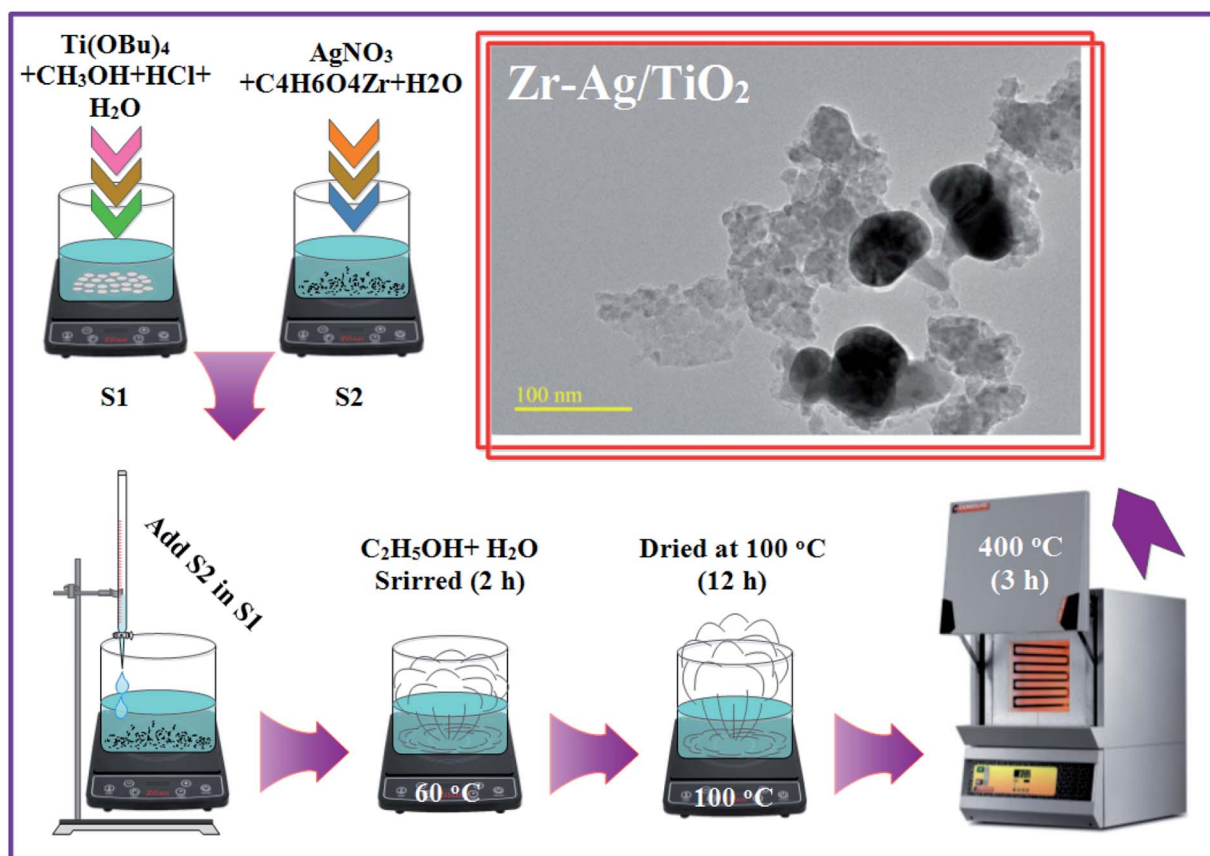 Ti(OBu)₄
+CH₃OH+HCl+
H₂O
AgNO₃
+C4H6O4Zr+H2O
S1
S2
Zr-Ag/TiO₂
100 nm
Add S2 in S1
C₂H₅OH+ H₂O
Srirred (2 h)
60 °C
Dried at 100 °C
(12 h)
100 °C
400 °C
(3 h)